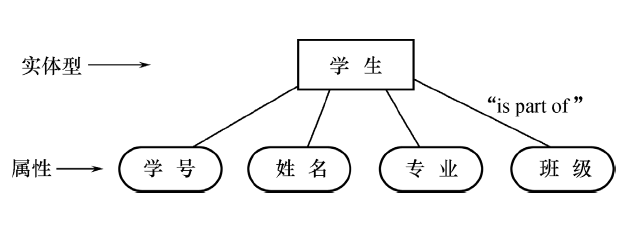 实体型
学生
“is part of”
属性
学号
姓名
专业
班级